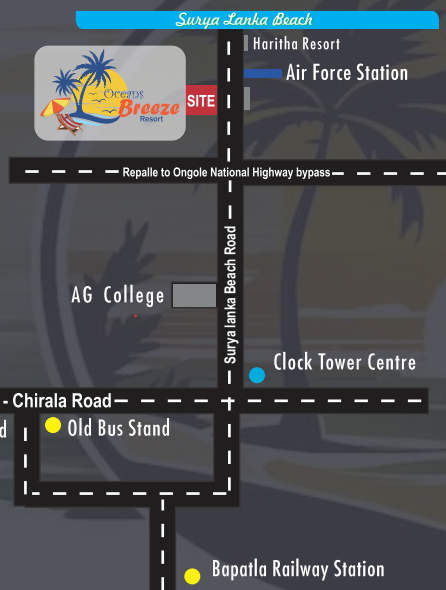 Surya Lanka Beach
Haritha Resort
Air Force Station
Oceans
Breeze
Resort
SITE
Repalle to Ongole National Highway bypass
Surya lanka Beach Road
AG College
Clock Tower Centre
- Chirala Road
d
Old Bus Stand
Bapatla Railway Station